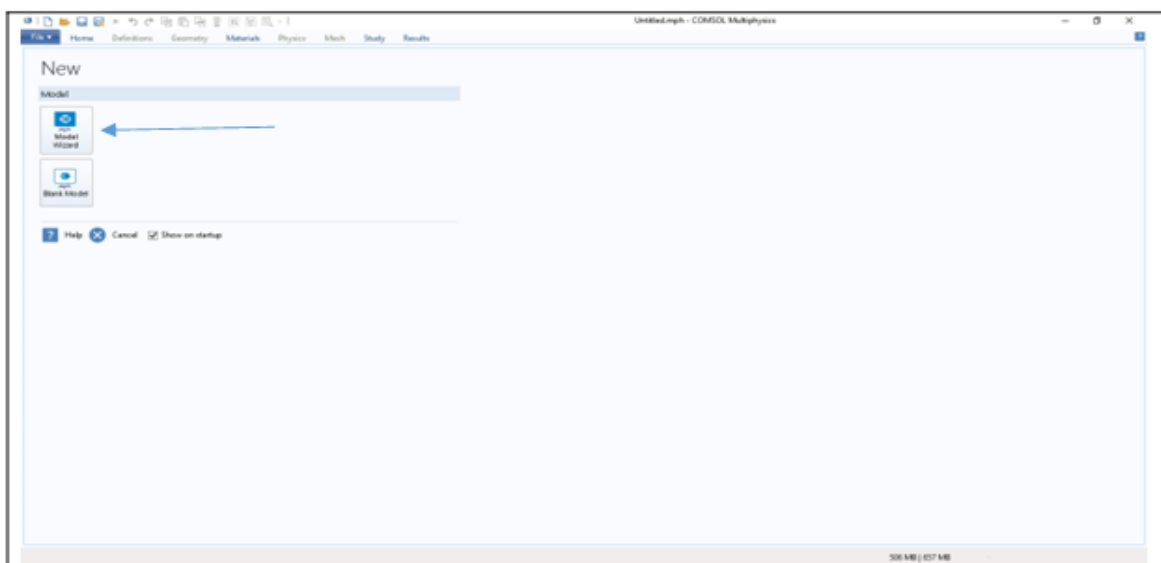 Untitled.mph - COMSOL Multiphysics
File Home Definitions Geometry Materials Physics Mesh Study Results
New
Model
Model
Wizard
Blank Model
Help Cancel Show on startup
506 MB | 657 MB